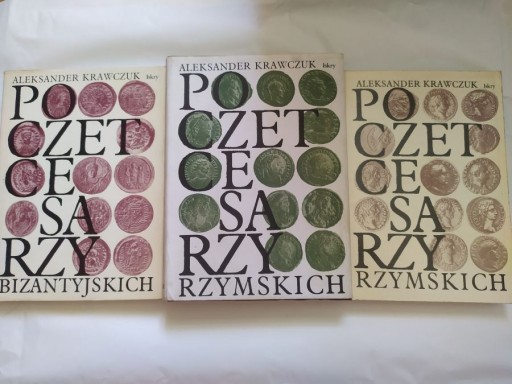 ALEKSANDER KRAWCZUK Iskry
PO
CZET
CE
SA
RZY
BIZANTYJSKICH
ALEKSANDER KRAWCZUK Iskry
PO
CZET
CE
SA
RZY
RZYMSKICH
ALEKSANDER KRAWCZUK Iskry
PO
CZET
CE
SA
RZY
RZYMSKICH